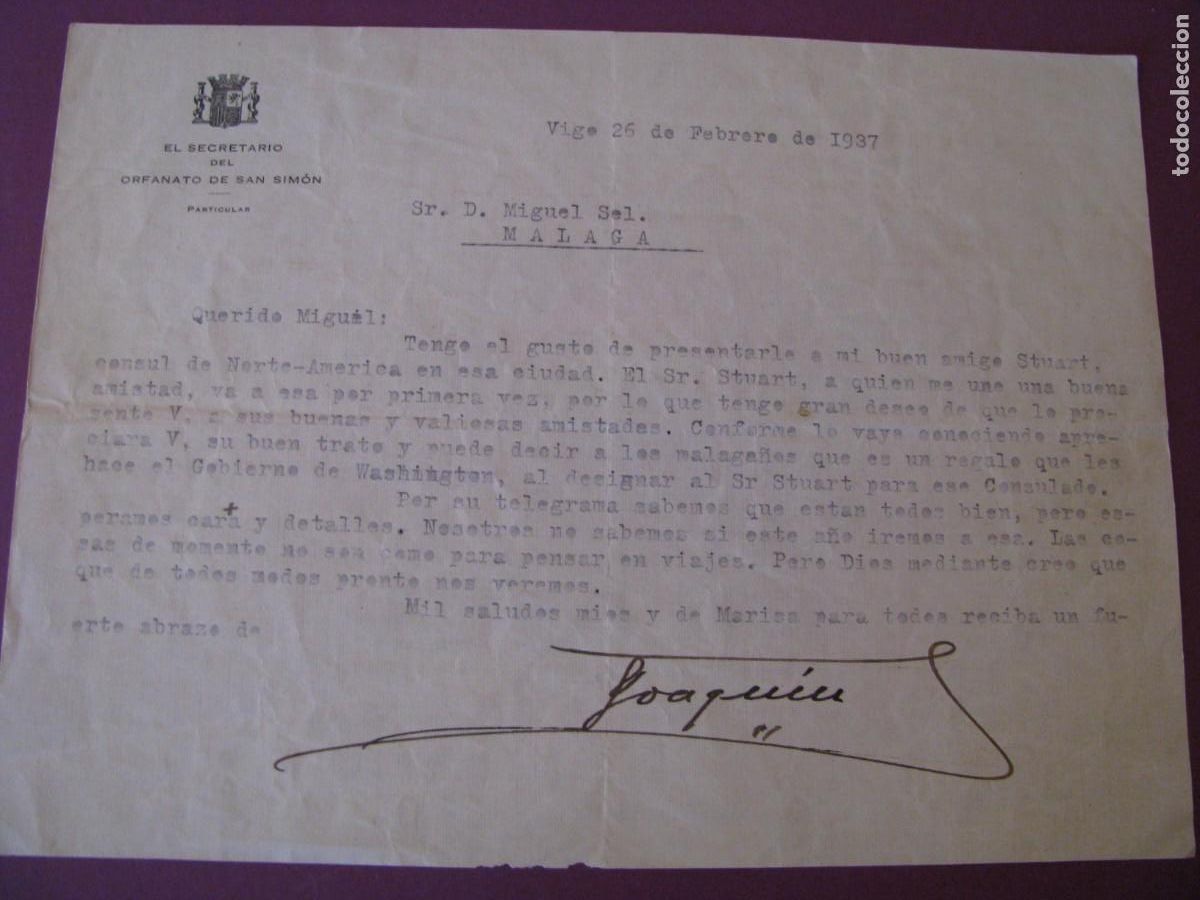 EL SECRETARIO
DEL
ORFANATO DE SAN SIMÓN
PARTICULAR
Vigo 26 de Febrero de 1937
Sr. D. Miguel Sel.
MALAGA
Querido Miguél:
Tengo el gusto de presentarle a mi buen amigo Stuart,
consul de Norte-America en esa ciudad. El Sr. Stuart, a quien me une una buena
amistad, va a esa por primera vez, por lo que tengo gran deseo de que lo pre-
sente V, a sus buenas y valiosas amistades. Conforme lo vaya conociendo apre-
ciara V, su buen trato y puede decir a los malagaños que es un regalo que les
hace el Gobierno de Washington, al designar al Sr Stuart para ese Consulado.
Por su telegrama sabemos que estan todos bien, pero es-
peramos carta y detalles. Nosotros no sabemos si este año iremos a esa. Las co-
sas de momento no son como para pensar en viajes. Pero Dios mediante creo que
que de todos modos pronto nos veremos.
Mil saludos mios y de Marisa para todos reciba un fu-
erte abrazo de
Joaquín
todocoleccion